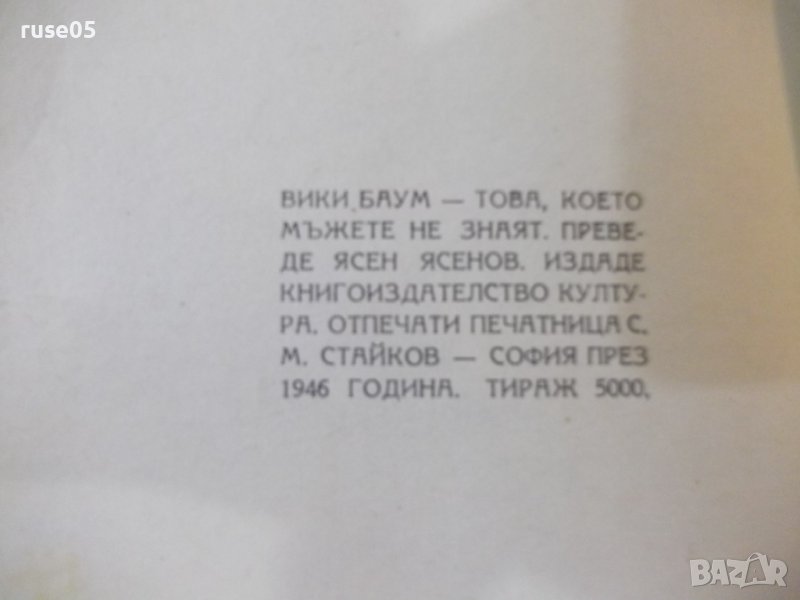 ruse05
ВИКИ БАУМ — ТОВА, КОЕТО
МЪЖЕТЕ НЕ ЗНАЯТ. ПРЕВЕ-
ДЕ ЯСЕН ЯСЕНОВ. ИЗДАДЕ
КНИГОИЗДАТЕЛСТВО КУЛТУ-
РА. ОТПЕЧАТИ ПЕЧАТНИЦА С.
М. СТАЙКОВ — СОФИЯ ПРЕЗ
1946 ГОДИНА. ТИРАЖ 5000.
BAZAR